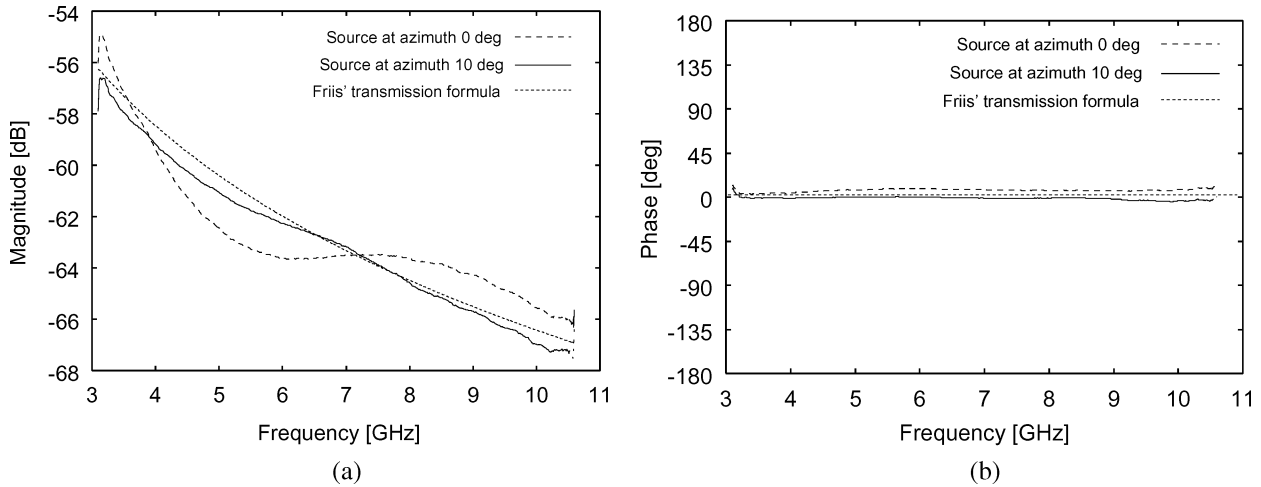 -54
-56
-58
-60
-62
-64
-66
-68
Magnitude [dB]
Source at azimuth 0 deg
Source at azimuth 10 deg
Friis' transmission formula
3 4 5 6 7 8 9 10 11
Frequency [GHz]
(a)
180
135
90
45
0
-45
-90
-135
-180
Phase [deg]
Source at azimuth 0 deg
Source at azimuth 10 deg
Friis' transmission formula
3 4 5 6 7 8 9 10 11
Frequency [GHz]
(b)